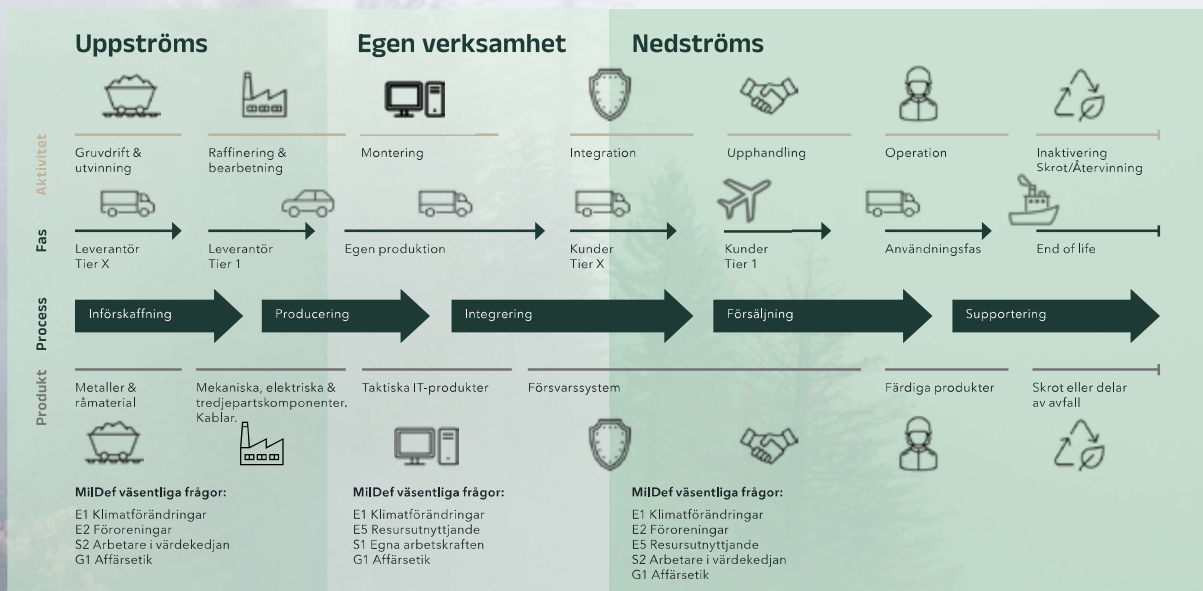 Uppströms
Egen verksamhet
Nedströms
Aktivitet
Gruvdrift &
utvinning
Raffinering &
bearbetning
Montering
Integration
Upphandling
Operation
Inaktivering
Skrot/Återvinning
Fas
Leverantör
Tier X
Leverantör
Tier 1
Egen produktion
Kunder
Tier X
Kunder
Tier 1
Användningsfas
End of life
Process
Införskaffning
Producering
Integrering
Försäljning
Supportering
Produkt
Metaller &
råmaterial
Mekaniska, elektriska &
tredjepartskomponenter.
Kablar.
Taktiska IT-produkter
Försvarssystem
Färdiga produkter
Skrot eller delar
av avfall
MilDef väsentliga frågor:
E1 Klimatförändringar
E2 Föroreningar
S2 Arbetare i värdekedjan
G1 Affärsetik
MilDef väsentliga frågor:
E1 Klimatförändringar
E5 Resursutnyttjande
S1 Egna arbetskraften
G1 Affärsetik
MilDef väsentliga frågor:
E1 Klimatförändringar
E2 Föroreningar
E5 Resursutnyttjande
S2 Arbetare i värdekedjan
G1 Affärsetik